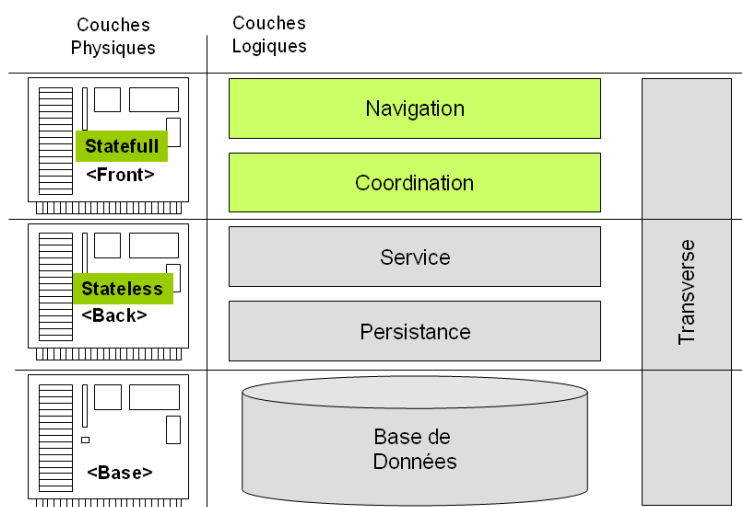 Couches
Physiques
Couches
Logiques
Statefull
<Front>
Navigation
Coordination
Stateless
<Back>
Service
Persistance
Transverse
<Base>
Base de
Données